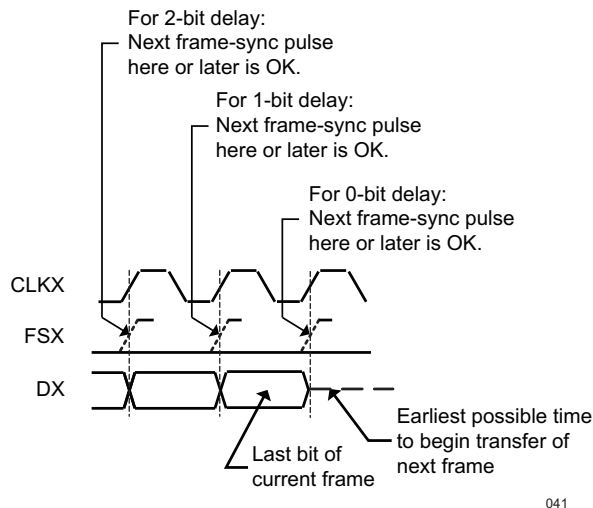 For 2-bit delay:
Next frame-sync pulse
here or later is OK.
For 1-bit delay:
Next frame-sync pulse
here or later is OK.
For 0-bit delay:
Next frame-sync pulse
here or later is OK.
CLKX
FSX
DX
Last bit of
current frame
Earliest possible time
to begin transfer of
next frame
041